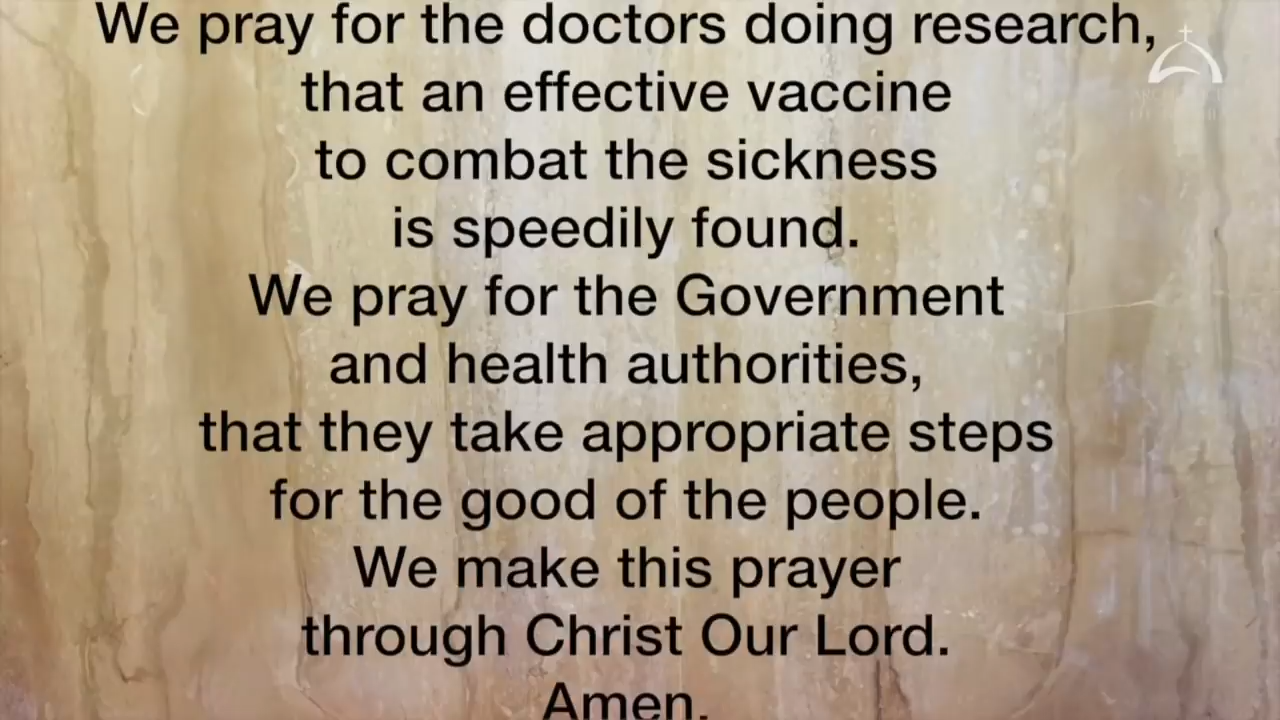 We pray for the doctors doing research,
that an effective vaccine
to combat the sickness
is speedily found.
We pray for the Government
and health authorities,
that they take appropriate steps
for the good of the people.
We make this prayer
through Christ Our Lord.
Amen.